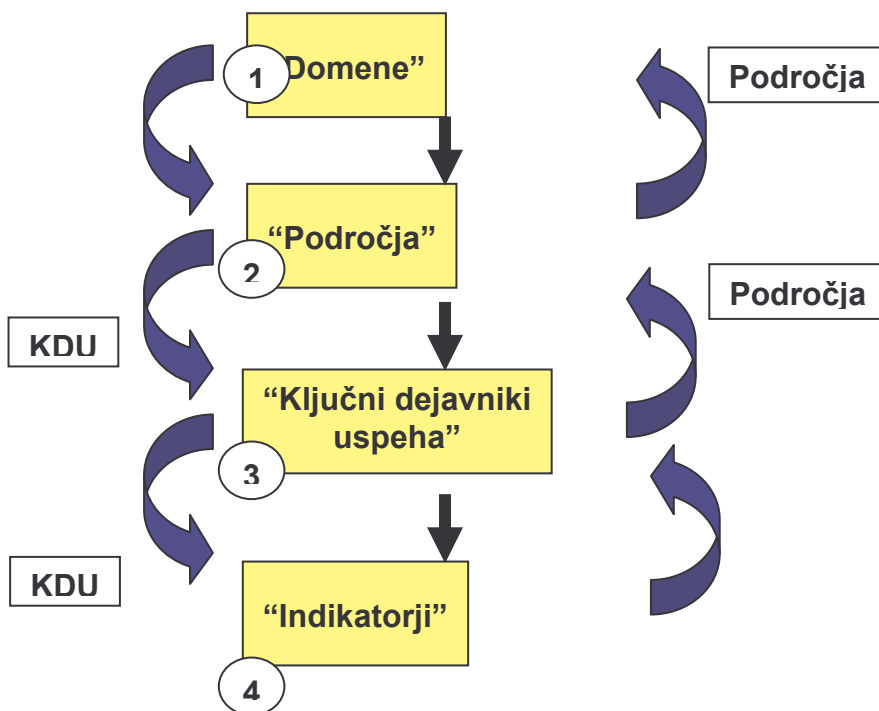 1
Domene”
Področja
“Področja”
2
Področja
KDU
“Ključni dejavniki
uspeha”
3
KDU
“Indikatorji”
4